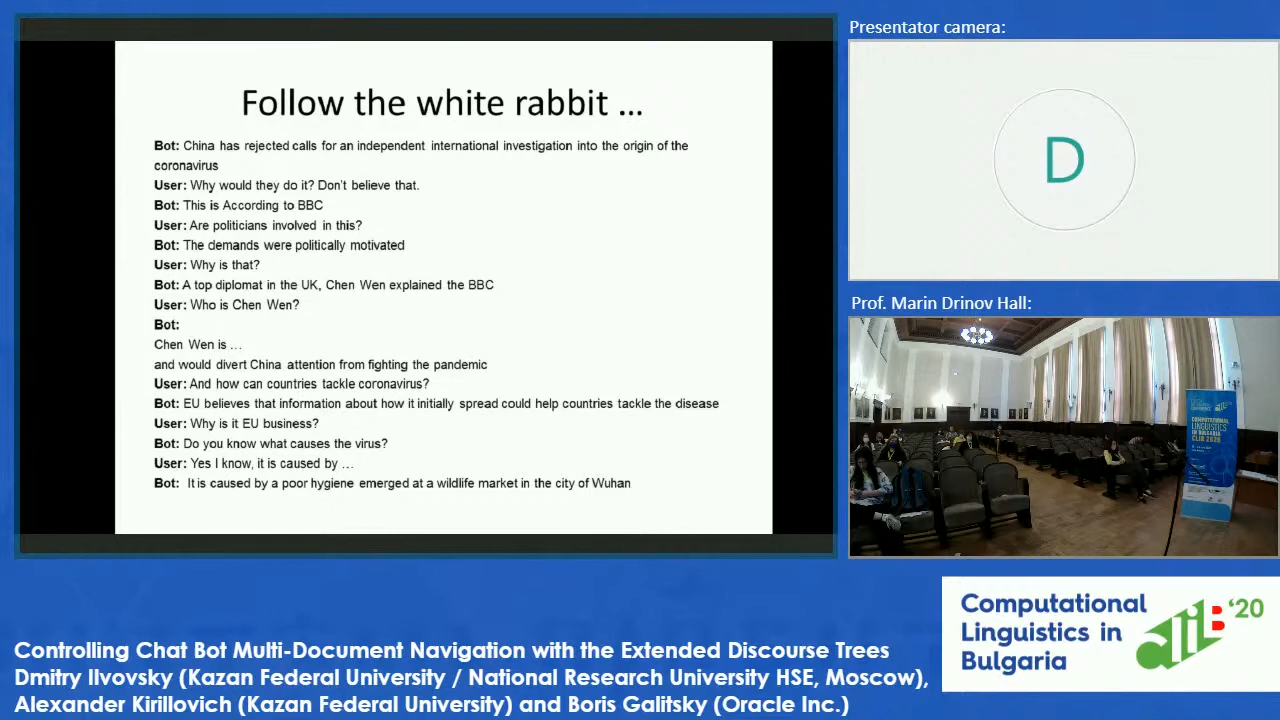 Follow the white rabbit ...
Bot: China has rejected calls for an independent international investigation into the origin of the
coronavirus
User: Why would they do it? Don't believe that.
Bot: This is According to BBC
User: Are politicians involved in this?
Bot: The demands were politically motivated
User: Why is that?
Bot: A top diplomat in the UK, Chen Wen explained the BBC
User: Who is Chen Wen?
Bot:
Chen Wen is ...
and would divert China attention from fighting the pandemic
User: And how can countries tackle coronavirus?
Bot: EU believes that information about how it initially spread could help countries tackle the disease
User: Why is it EU business?
Bot: Do you know what causes the virus?
User: Yes I know, it is caused by ...
Bot: It is caused by a poor hygiene emerged at a wildlife market in the city of Wuhan
Presentator camera:
D
Prof. Marin Drinov Hall:
COMPUTATIONAL
LINGUISTICS
IN BULGARIA
CLIB 2020
Computational
Linguistics in
Bulgaria
CLIB '20
Controlling Chat Bot Multi-Document Navigation with the Extended Discourse Trees
Dmitry Ilvovsky (Kazan Federal University / National Research University HSE, Moscow),
Alexander Kirillovich (Kazan Federal University) and Boris Galitsky (Oracle Inc.)